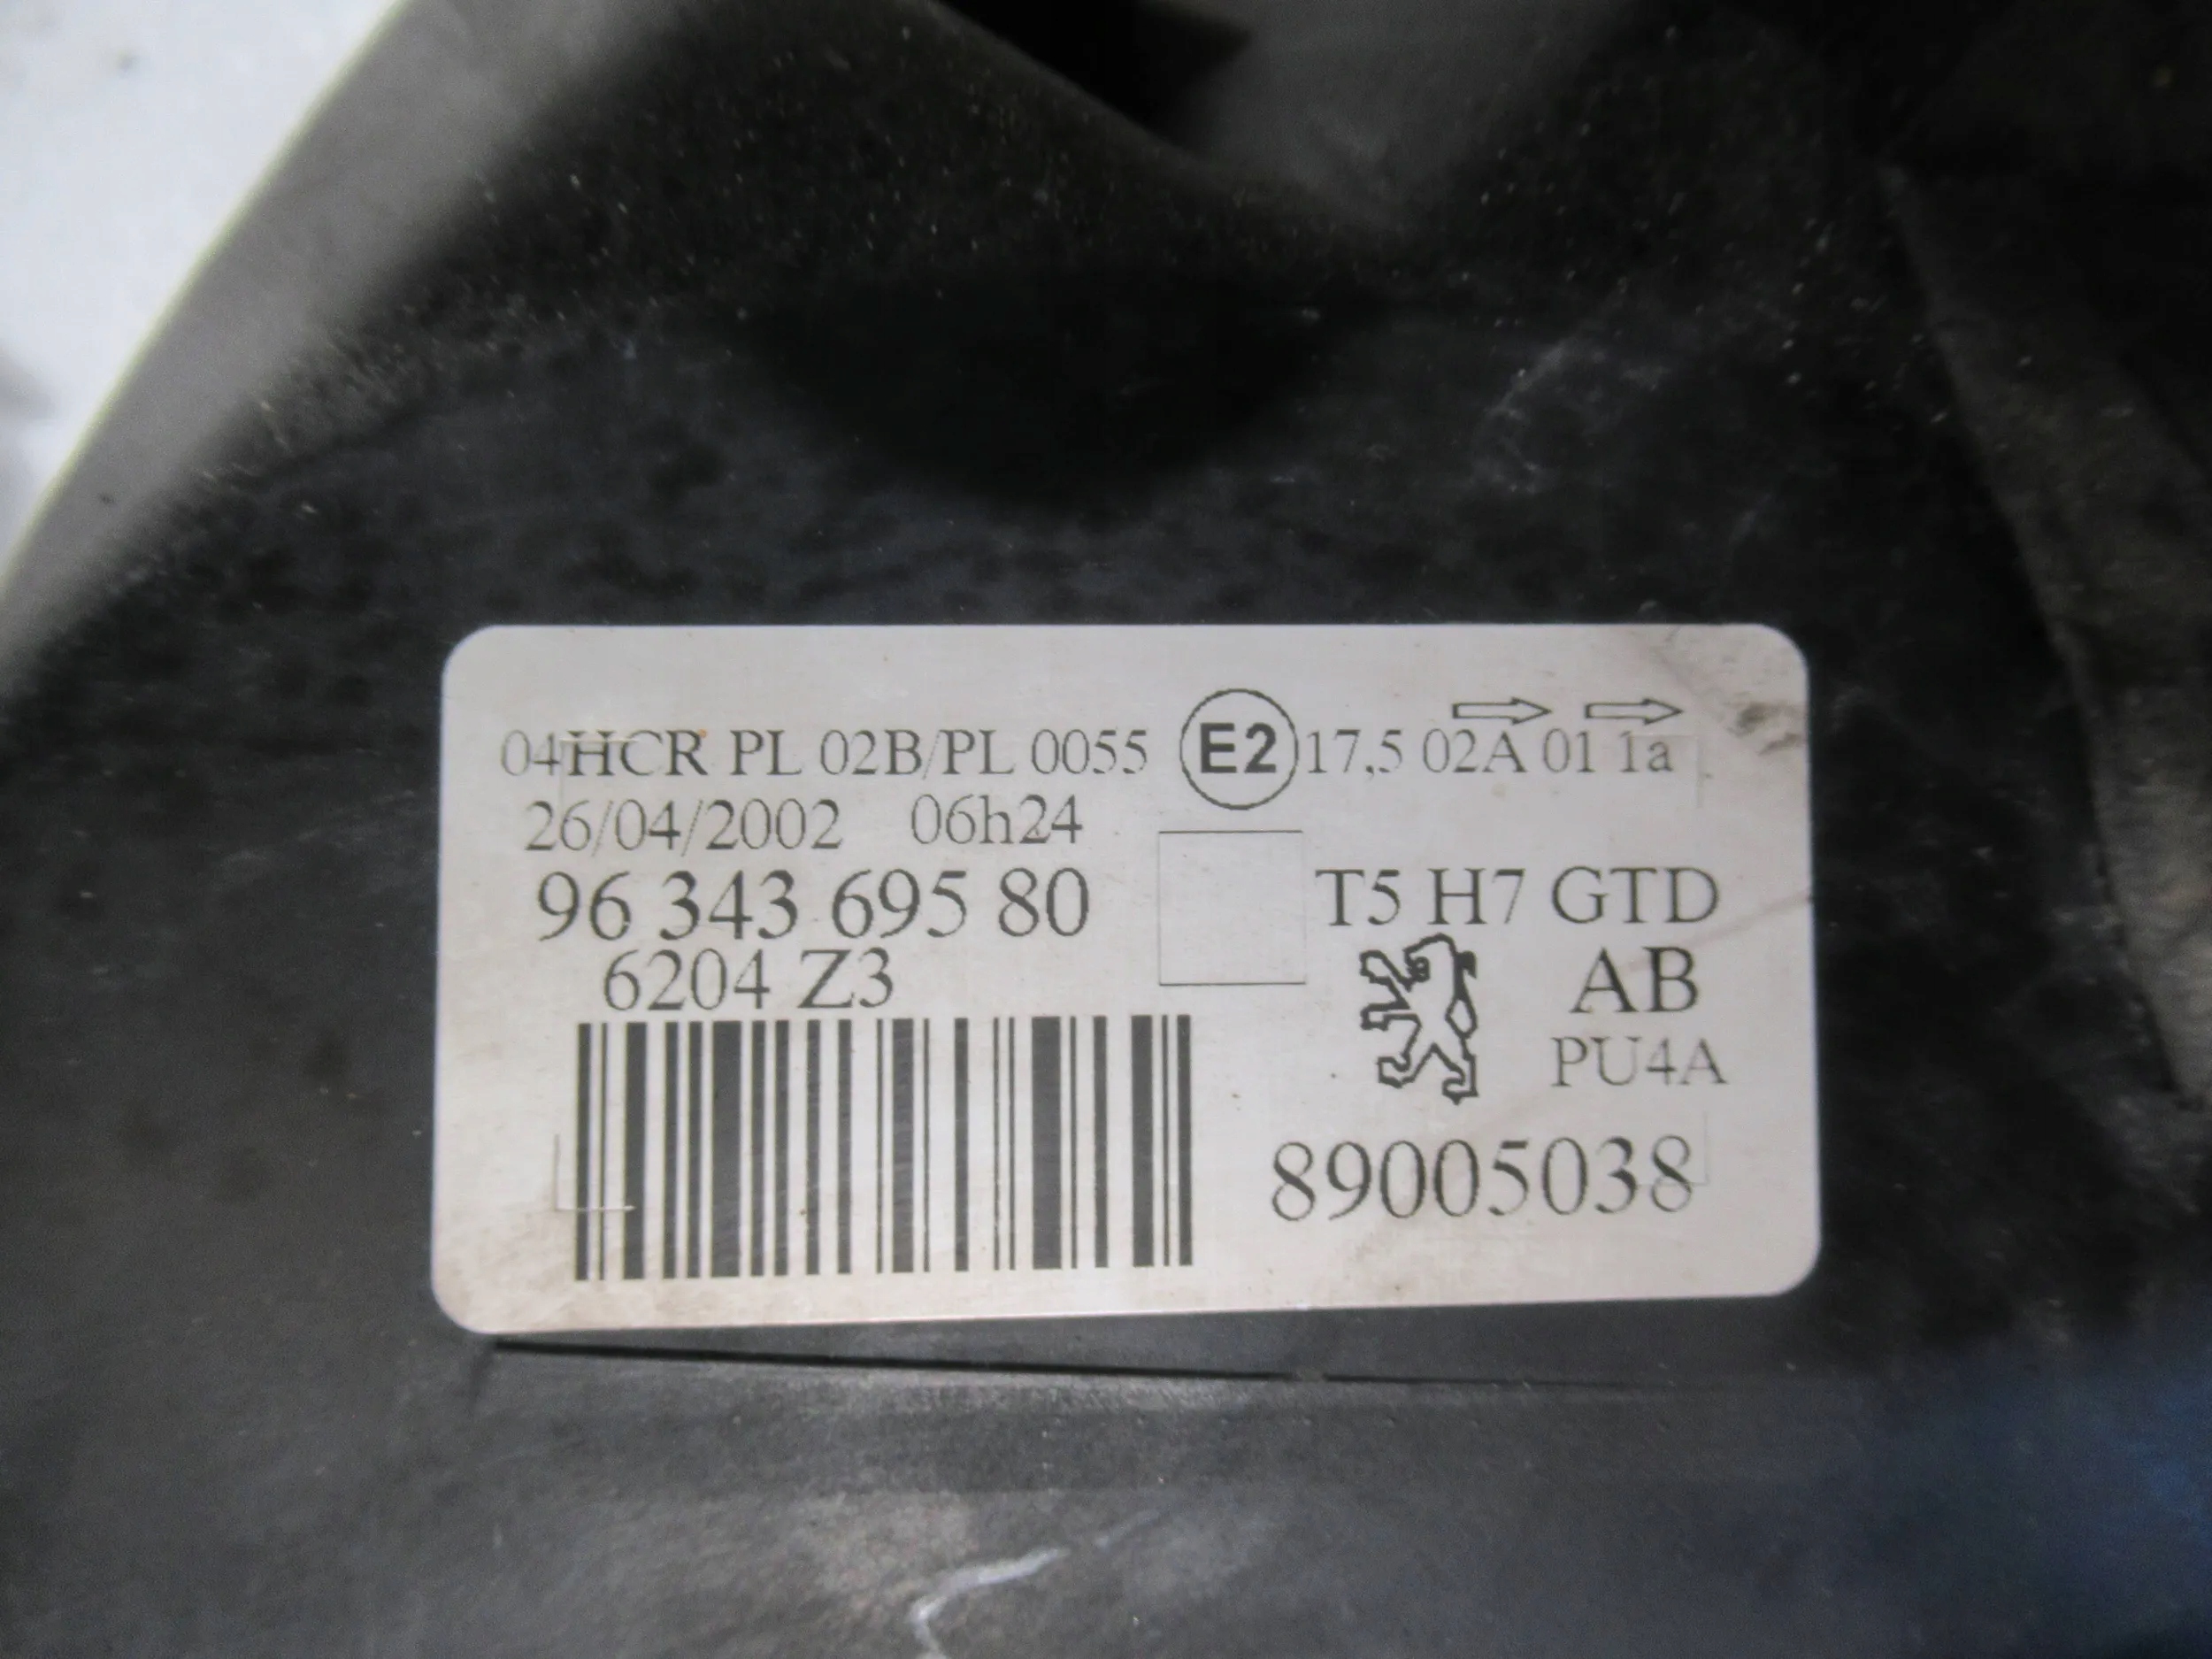 04HCR PL 02B/PL 0055 E2 17,5 02A 01 1a
26/04/2002 06h24
96 343 695 80
6204 Z3
T5 H7 GTD
AB
PU4A
89005038